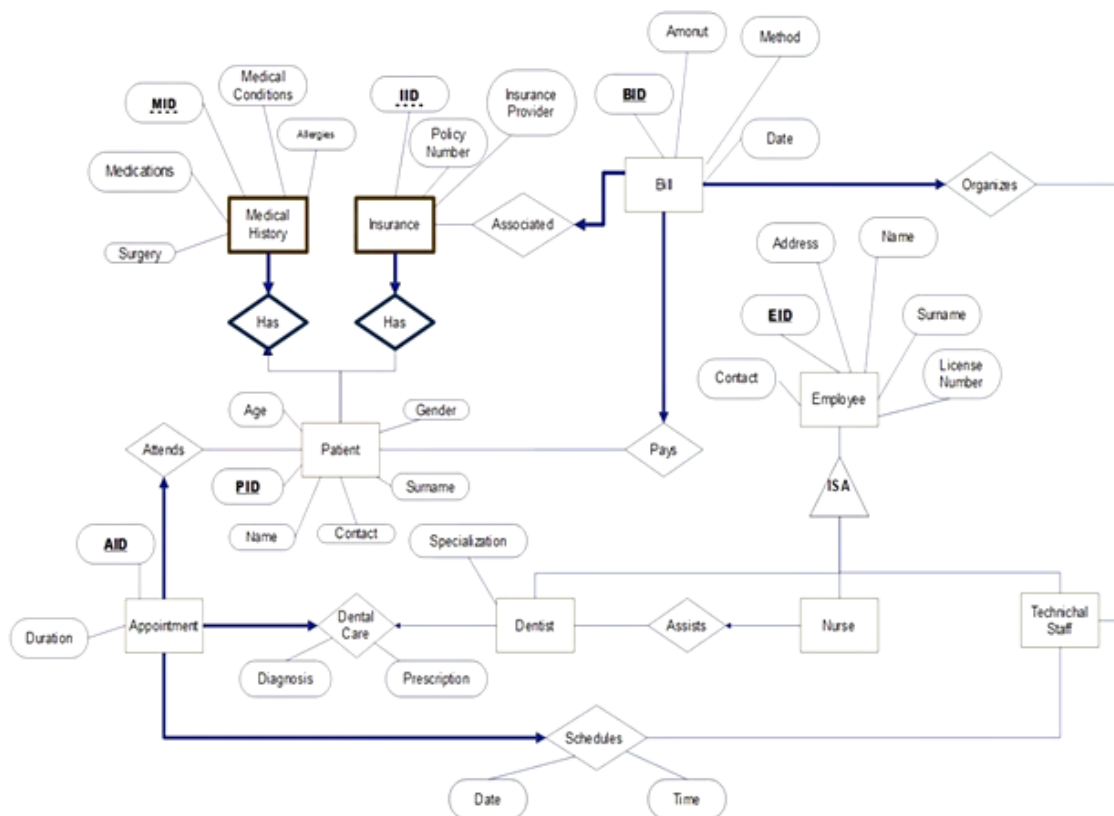 Amonut
Method
Medical
Conditions
MID
IID
Insurance
Provider
BID
Allergies
Policy
Number
Date
Medications
Bill
Organizes
Medical
History
Insurance
Associated
Surgery
Address
Name
EID
Surname
Has
Has
Contact
License
Number
Employee
Age
Gender
Attends
Patient
Pays
PID
Surname
ISA
Name
Contact
AID
Specialization
Appointment
Dental
Care
Dentist
Assists
Nurse
Technichal
Staff
Duration
Diagnosis
Prescription
Schedules
Date
Time